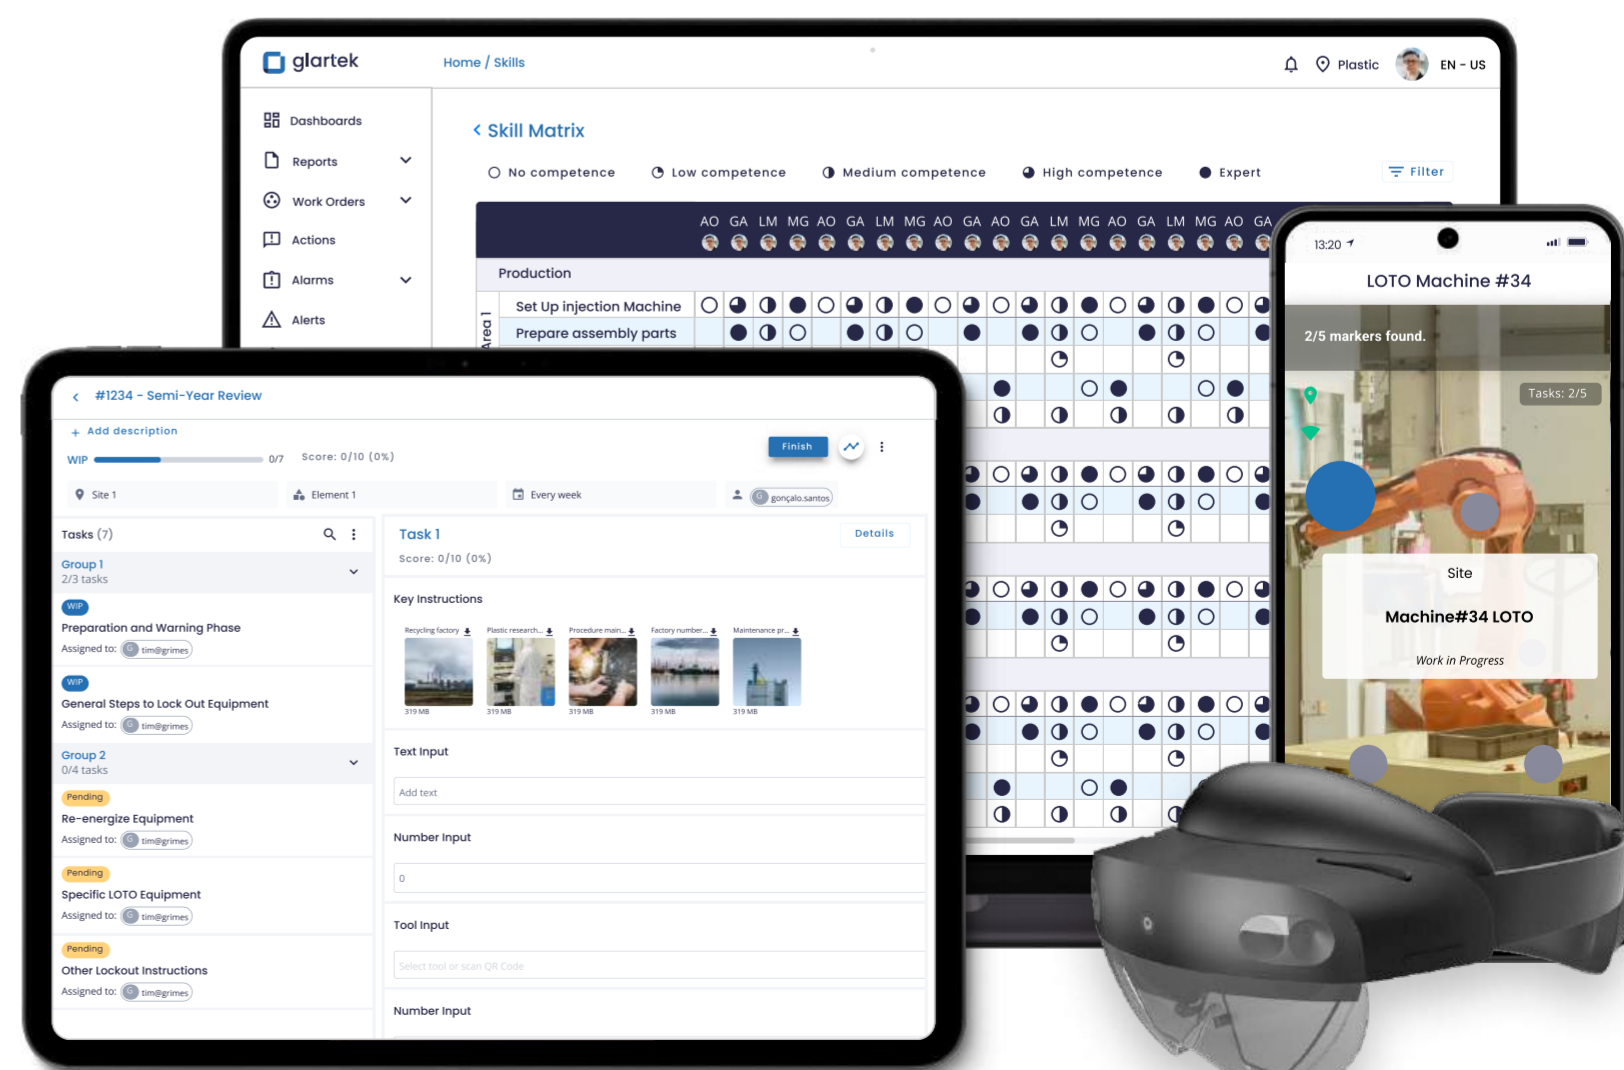 glartek
Home / Skills
Plastic
EN - US
Dashboards
Reports
Work Orders
Actions
Alarms
Alerts
Skill Matrix
No competence
Low competence
Medium competence
High competence
Expert
Filter
AO GA LM MG AO GA LM MG AO GA AO GA LM MG AO GA LM MG AO GA
Production
Area 1
Set Up injection Machine
Prepare assembly parts
13:20
LOTO Machine #34
2/5 markers found.
Tasks: 2/5
Site
Machine#34 LOTO
Work in Progress
#1234 - Semi-Year Review
+ Add description
WIP
0/7
Score: 0/10 (0%)
Finish
Site 1
Element 1
Every week
G gonçalo.santos
Tasks (7)
Group 1
2/3 tasks
WIP
Preparation and Warning Phase
Assigned to: G tim@grimes
WIP
General Steps to Lock Out Equipment
Assigned to: G tim@grimes
Group 2
0/4 tasks
Pending
Re-energize Equipment
Assigned to: G tim@grimes
Pending
Specific LOTO Equipment
Assigned to: G tim@grimes
Pending
Other Lockout Instructions
Assigned to: G tim@grimes
Task 1
Details
Score: 0/10 (0%)
Key Instructions
Recycling factory
Plastic research...
Procedure main...
Factory number...
Maintenance pr...
319 MB
319 MB
319 MB
319 MB
319 MB
Text Input
Add text
Number Input
0
Tool Input
Select tool or scan QR Code
Number Input